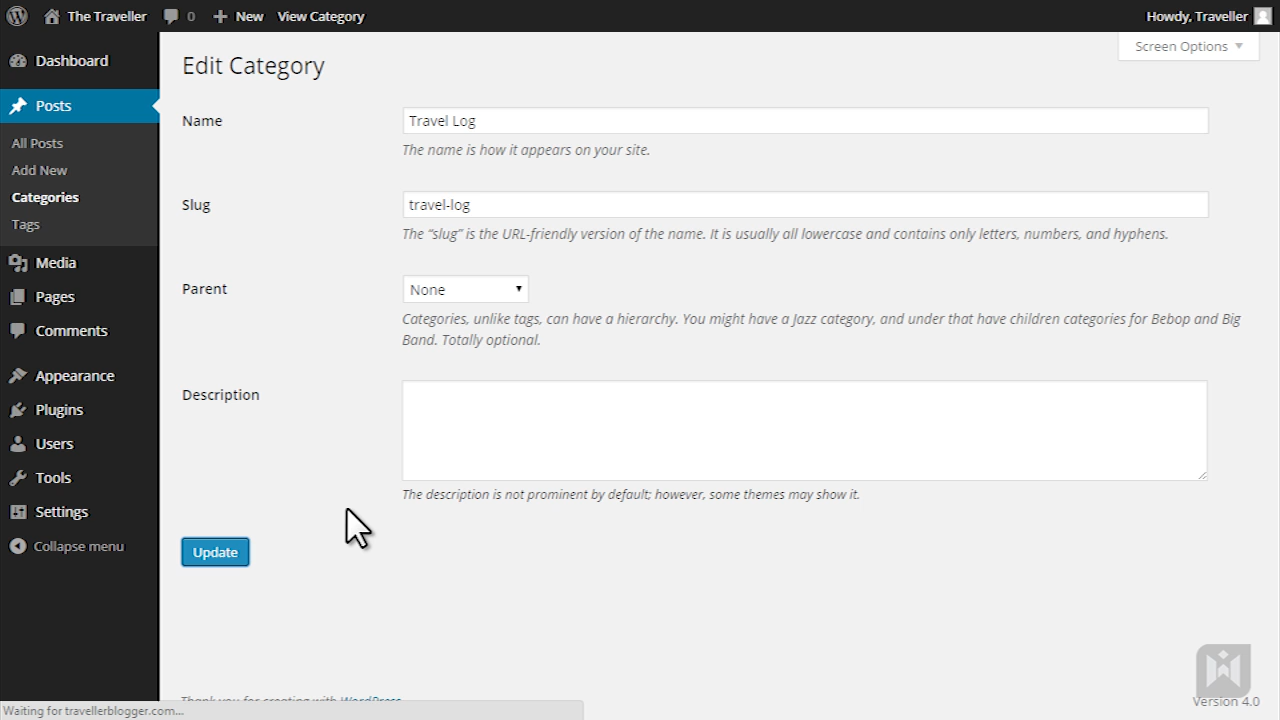 The Traveller 0 New View Category Howdy, Traveller
Screen Options
Dashboard
Posts
All Posts
Add New
Categories
Tags
Media
Pages
Comments
Appearance
Plugins
Users
Tools
Settings
Collapse menu
Edit Category
Name
Travel Log
The name is how it appears on your site.
Slug
travel-log
The “slug” is the URL-friendly version of the name. It is usually all lowercase and contains only letters, numbers, and hyphens.
Parent
None
Categories, unlike tags, can have a hierarchy. You might have a Jazz category, and under that have children categories for Bebop and Big
Band. Totally optional.
Description
The description is not prominent by default; however, some themes may show it.
Update
Thank you for creating with WordPress
Version 4.0
Waiting for travellerblogger.com...